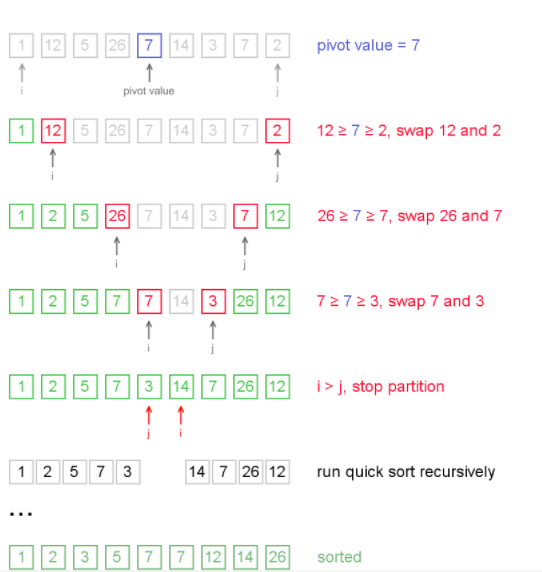 1 12 5 26 7 14 3 7 2 pivot value = 7
i pivot value j
1 12 5 26 7 14 3 7 2 12 ≥ 7 ≥ 2, swap 12 and 2
i j
1 2 5 26 7 14 3 7 12 26 ≥ 7 ≥ 7, swap 26 and 7
i j
1 2 5 7 7 14 3 26 12 7 ≥ 7 ≥ 3, swap 7 and 3
i j
1 2 5 7 3 14 7 26 12 i > j, stop partition
j i
1 2 5 7 3 14 7 26 12 run quick sort recursively
...
1 2 3 5 7 7 12 14 26 sorted